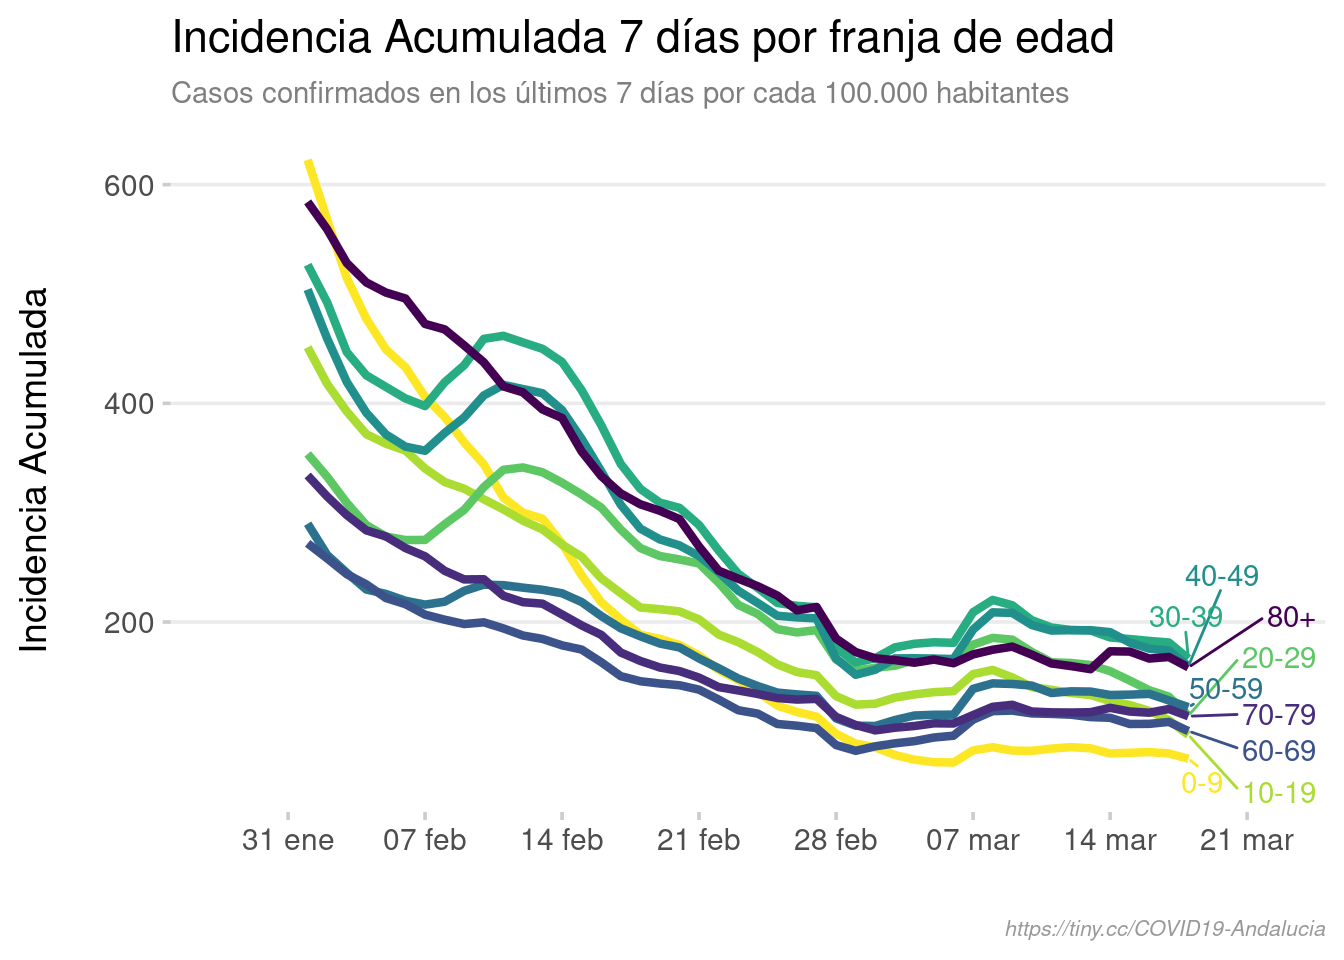 Incidencia Acumulada 7 días por franja de edad
Casos confirmados en los últimos 7 días por cada 100.000 habitantes
Incidencia Acumulada
600
400
200
40-49
30-39
80+
20-29
50-59
70-79
60-69
0-9
10-19
31 ene
07 feb
14 feb
21 feb
28 feb
07 mar
14 mar
21 mar
https://tiny.cc/COVID19-Andalucia